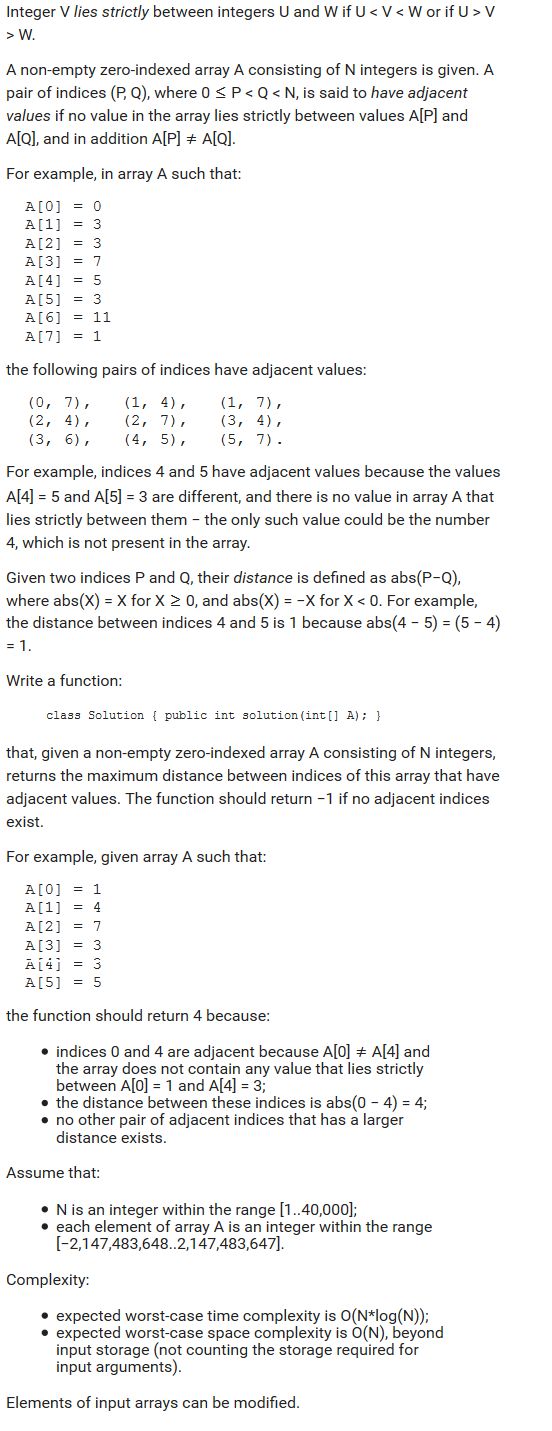 Integer V lies strictly between integers U and W if U < V < W or if U > V
> W.
A non-empty zero-indexed array A consisting of N integers is given. A
pair of indices (P, Q), where 0 ≤ P < Q < N, is said to have adjacent
values if no value in the array lies strictly between values A[P] and
A[Q], and in addition A[P] ≠ A[Q].
For example, in array A such that:
A[0] = 0
A[1] = 3
A[2] = 3
A[3] = 7
A[4] = 5
A[5] = 3
A[6] = 11
A[7] = 1
the following pairs of indices have adjacent values:
(0, 7), (1, 4), (1, 7),
(2, 4), (2, 7), (3, 4),
(3, 6), (4, 5), (5, 7).
For example, indices 4 and 5 have adjacent values because the values
A[4] = 5 and A[5] = 3 are different, and there is no value in array A that
lies strictly between them − the only such value could be the number
4, which is not present in the array.
Given two indices P and Q, their distance is defined as abs(P−Q),
where abs(X) = X for X ≥ 0, and abs(X) = −X for X < 0. For example,
the distance between indices 4 and 5 is 1 because abs(4 − 5) = (5 − 4)
= 1.
Write a function:
class Solution { public int solution(int[] A); }
that, given a non-empty zero-indexed array A consisting of N integers,
returns the maximum distance between indices of this array that have
adjacent values. The function should return −1 if no adjacent indices
exist.
For example, given array A such that:
A[0] = 1
A[1] = 4
A[2] = 7
A[3] = 3
A[4] = 3
A[5] = 5
the function should return 4 because:
• indices 0 and 4 are adjacent because A[0] ≠ A[4] and
the array does not contain any value that lies strictly
between A[0] = 1 and A[4] = 3;
• the distance between these indices is abs(0 − 4) = 4;
• no other pair of adjacent indices that has a larger
distance exists.
Assume that:
• N is an integer within the range [1..40,000];
• each element of array A is an integer within the range
[−2,147,483,648..2,147,483,647].
Complexity:
• expected worst-case time complexity is O(N*log(N));
• expected worst-case space complexity is O(N), beyond
input storage (not counting the storage required for
input arguments).
Elements of input arrays can be modified.